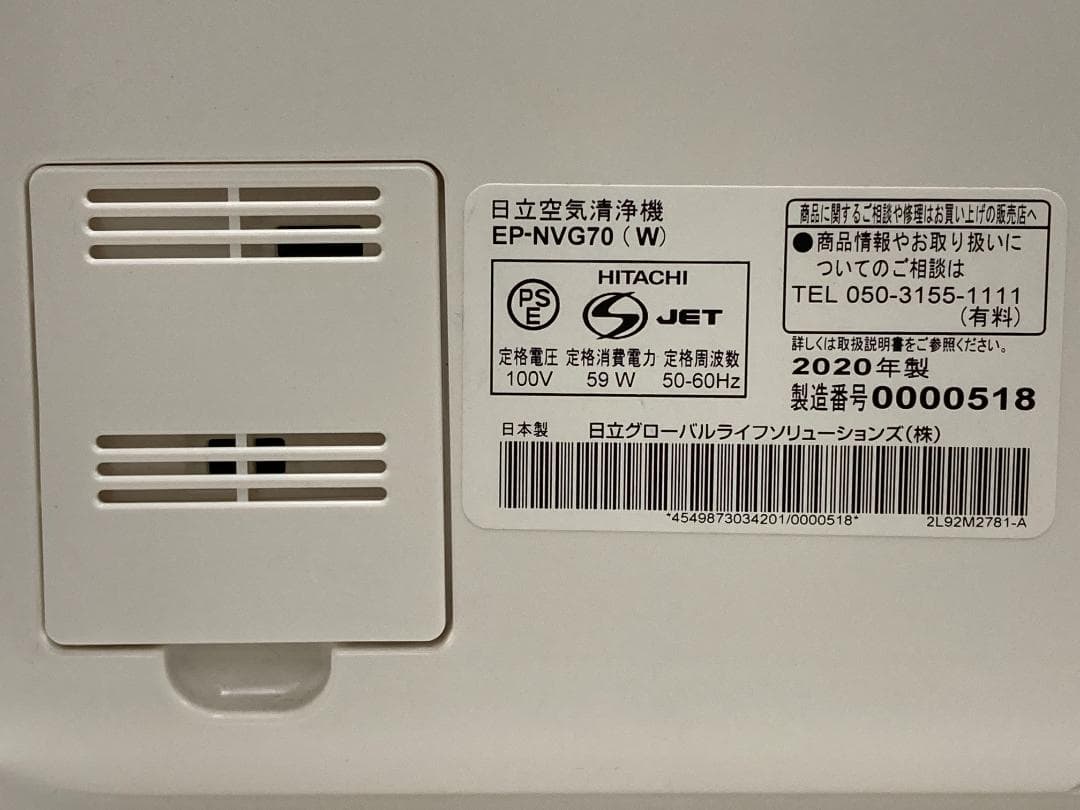 日立空気清浄機
EP-NVG70（W）
HITACHI
PS
E
JET
定格電圧 定格消費電力 定格周波数
100V 59 W 50-60Hz
商品に関するご相談や修理はお買い上げの販売店へ
●商品情報やお取り扱いに
ついてのご相談は
TEL 050-3155-1111
（有料）
詳しくは取扱説明書をご参照ください。
2020年製
製造番号0000518
日本製 日立グローバルライフソリューションズ(株)
*4549873034201/0000518*
2L92M2781-A